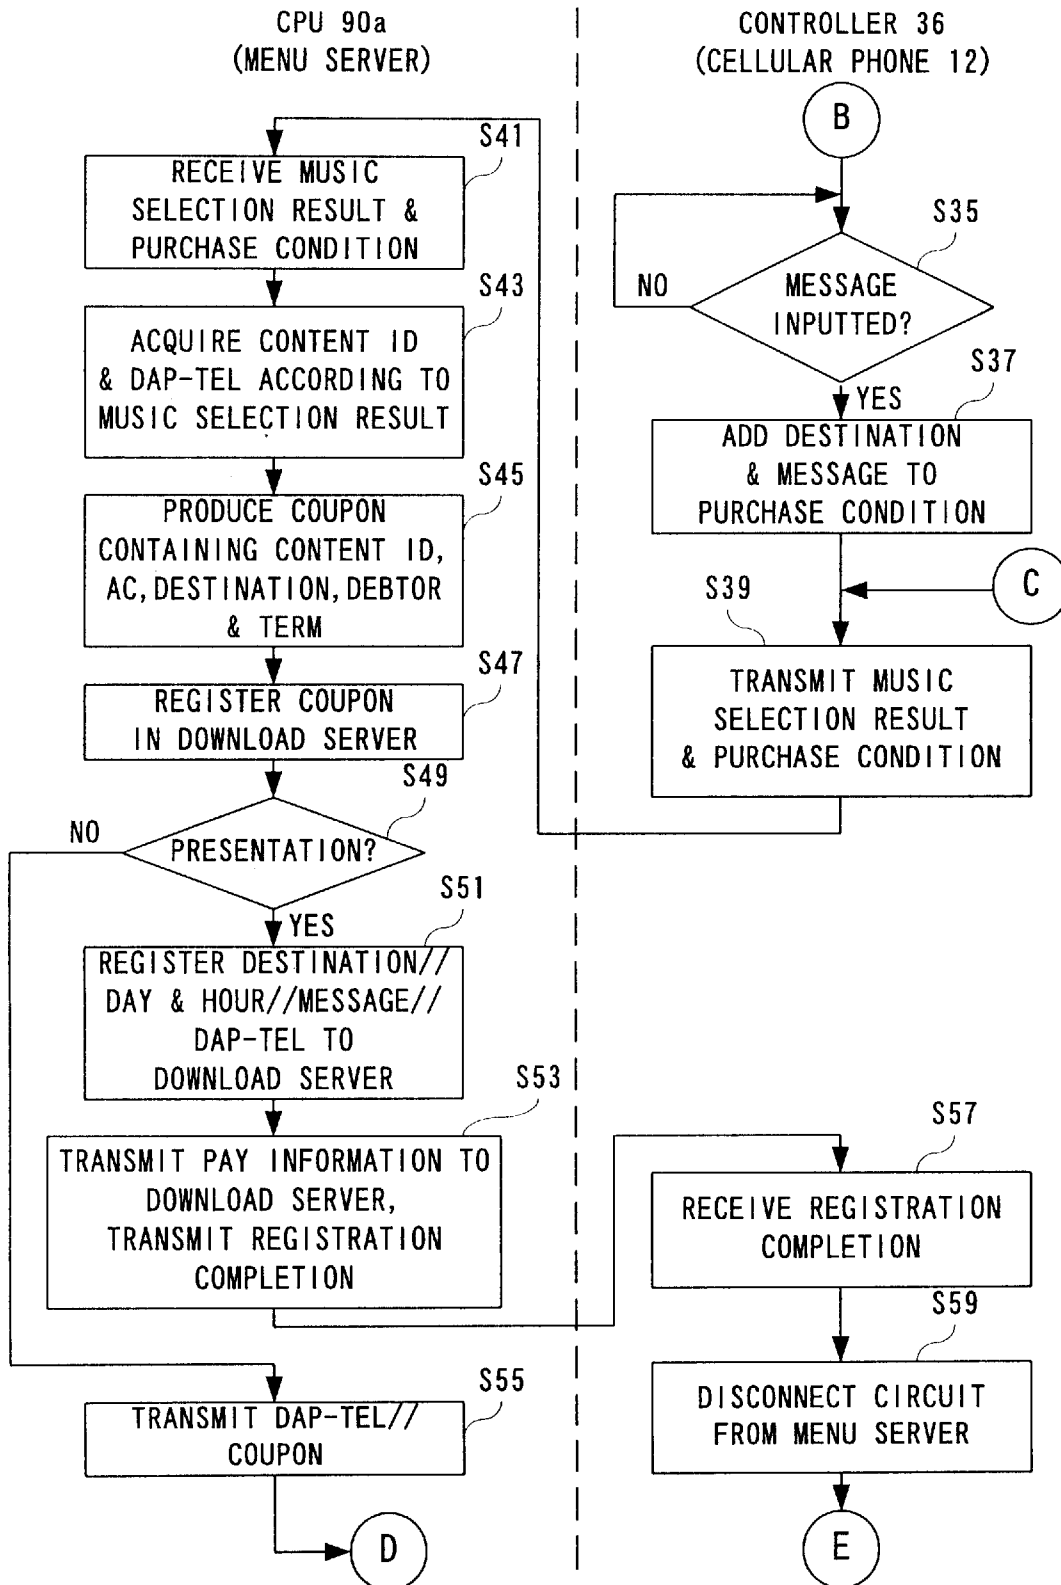 CPU 90a
(MENU SERVER)
S41
RECEIVE MUSIC
SELECTION RESULT &
PURCHASE CONDITION
S43
ACQUIRE CONTENT ID
& DAP-TEL ACCORDING TO
MUSIC SELECTION RESULT
S45
PRODUCE COUPON
CONTAINING CONTENT ID,
AC, DESTINATION, DEBTOR
& TERM
S47
REGISTER COUPON
IN DOWNLOAD SERVER
S49
NO
PRESENTATION?
S51
YES
REGISTER DESTINATION//
DAY & HOUR//MESSAGE//
DAP-TEL TO
DOWNLOAD SERVER
S53
TRANSMIT PAY INFORMATION TO
DOWNLOAD SERVER,
TRANSMIT REGISTRATION
COMPLETION
S55
TRANSMIT DAP-TEL//
COUPON
D
CONTROLLER 36
(CELLULAR PHONE 12)
B
S35
NO
MESSAGE
INPUTTED?
S37
YES
ADD DESTINATION
& MESSAGE TO
PURCHASE CONDITION
C
S39
TRANSMIT MUSIC
SELECTION RESULT
& PURCHASE CONDITION
S57
RECEIVE REGISTRATION
COMPLETION
S59
DISCONNECT CIRCUIT
FROM MENU SERVER
E